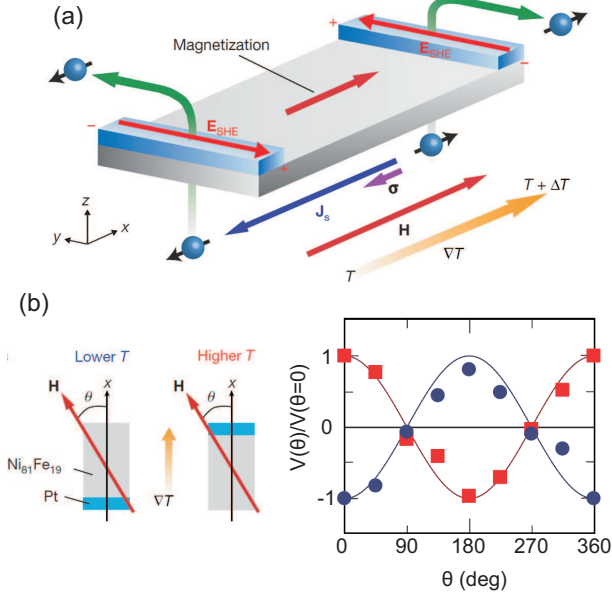 (a)
Magnetization
+
E_SHE
-
-
E_SHE
+
z
y
x
J_s
σ
H
T + ΔT
T
∇T
(b)
Lower T
Higher T
H
θ
x
H
θ
x
Ni₈₁Fe₁₉
Pt
∇T
V(θ)/V(θ=0)
1
0
-1
0
90
180
270
360
θ (deg)